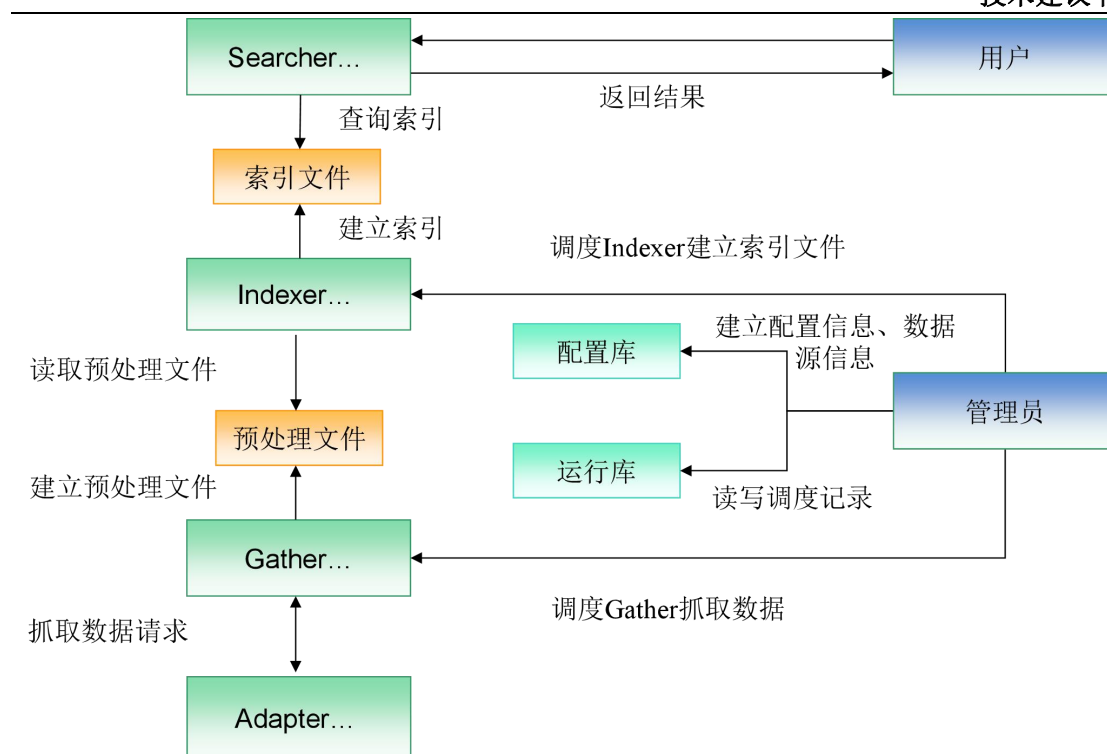 Searcher…
用户
返回结果
查询索引
索引文件
建立索引
调度Indexer建立索引文件
Indexer…
建立配置信息、数据
源信息
配置库
读取预处理文件
管理员
预处理文件
运行库
建立预处理文件
读写调度记录
Gather…
调度Gather抓取数据
抓取数据请求
Adapter…